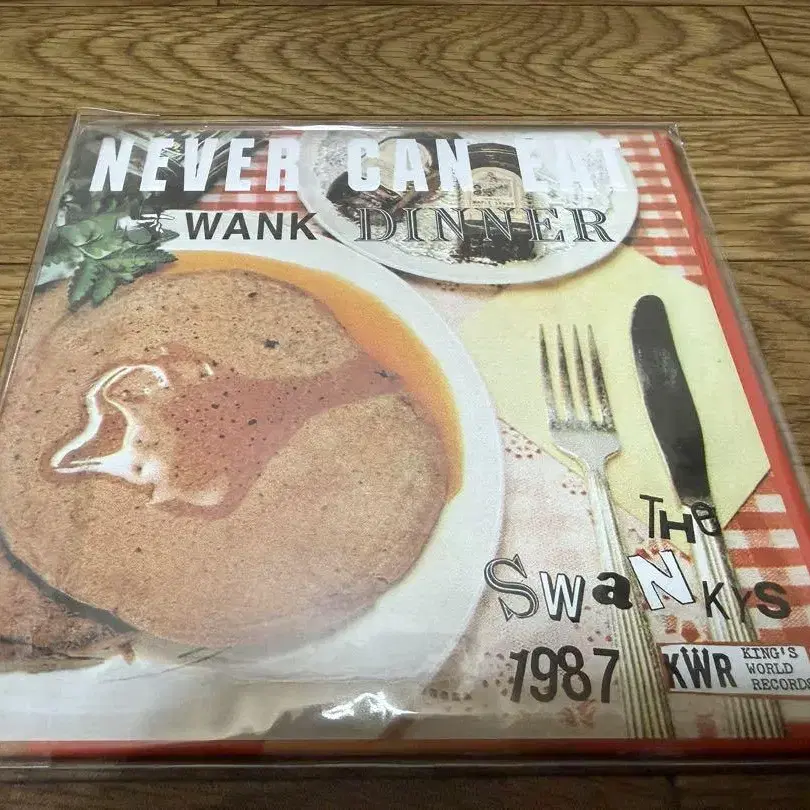 NEVER CAN EAT
SWANK DINNER
THe
SWaNKYS
1987
KWR
KING'S
WORLD
RECORDS